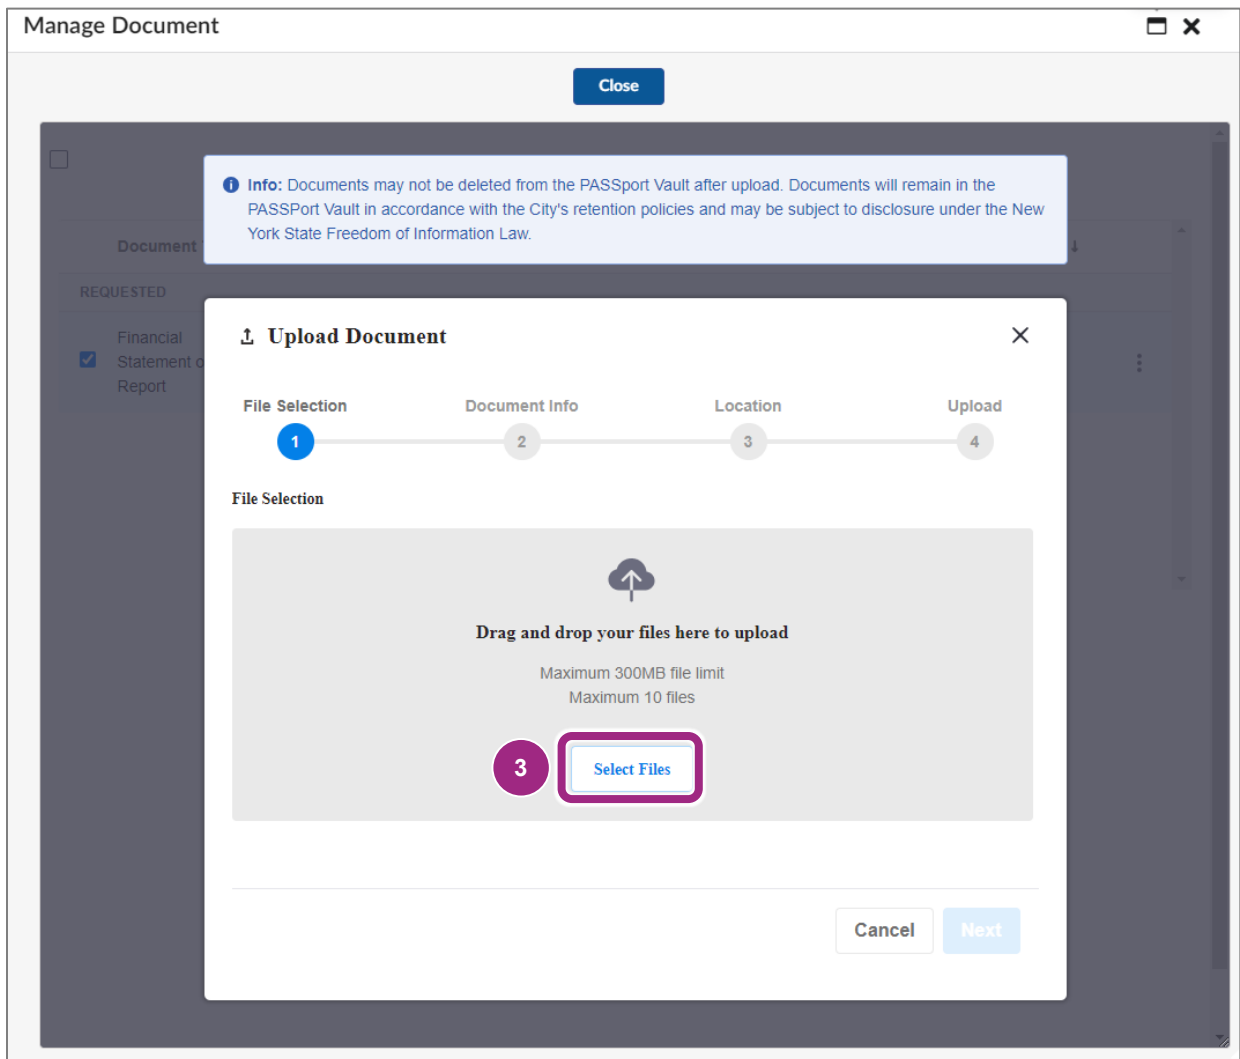 Manage Document
Close
Info: Documents may not be deleted from the PASSport Vault after upload. Documents will remain in the
PASSPort Vault in accordance with the City's retention policies and may be subject to disclosure under the New
York State Freedom of Information Law.
Document
REQUESTED
Financial
Statement o
Report
Upload Document
File Selection
Document Info
Location
Upload
1
2
3
4
File Selection
Drag and drop your files here to upload
Maximum 300MB file limit
Maximum 10 files
3
Select Files
Cancel
Next